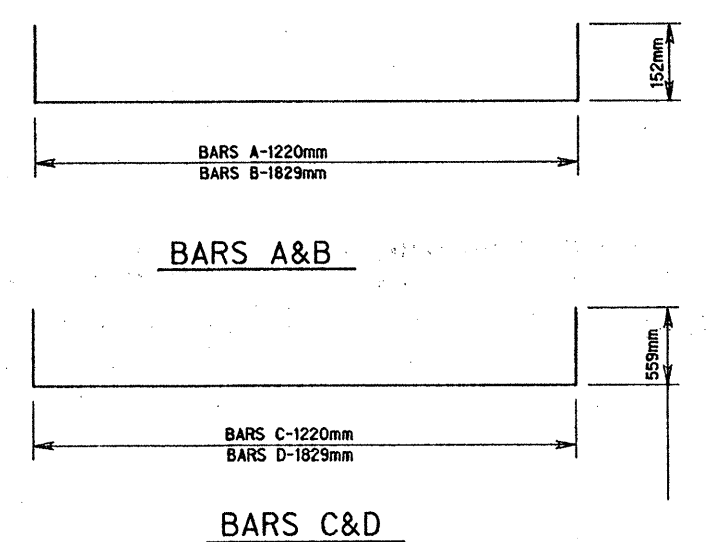 152mm
BARS A-1220mm
BARS B-1829mm
BARS A&B
559mm
BARS C-1220mm
BARS D-1829mm
BARS C&D